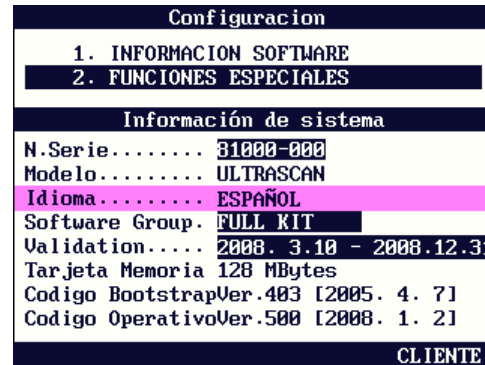 Configuracion
1. INFORMACION SOFTWARE
2. FUNCIONES ESPECIALES
Información de sistema
N.Serie........ 81000-000
Modelo......... ULTRASCAN
Idioma......... ESPAÑOL
Software Group. FULL KIT
Validation..... 2008. 3.10 - 2008.12.31
Tarjeta Memoria 128 MBytes
Codigo BootstrapVer.403 [2005. 4. 7]
Codigo OperativoVer.500 [2008. 1. 2]
CLIENTE